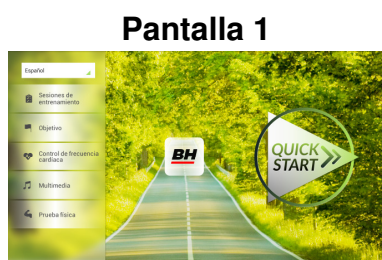 Pantalla 1
Español
Sesiones de
entrenamiento
Objetivo
Control de frecuencia
cardiaca
Multimedia
Prueba física
BH
QUICK
START